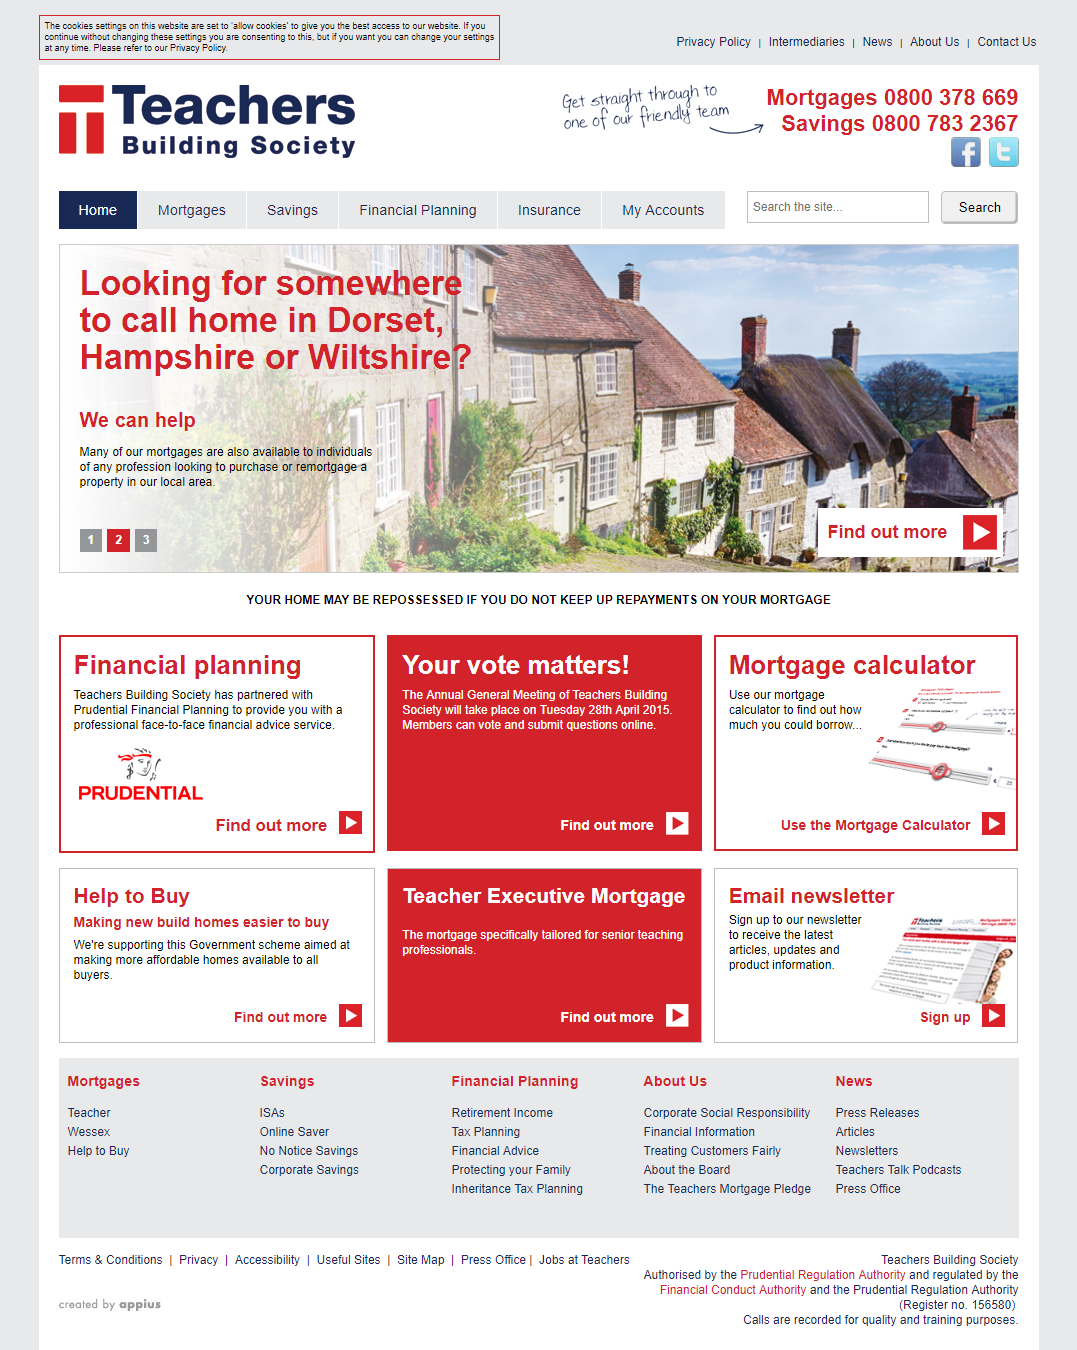 The cookies settings on this website are set to 'allow cookies' to give you the best access to our website. If you
continue without changing these settings you are consenting to this, but if you want you can change your settings
at any time. Please refer to our Privacy Policy.
Privacy Policy | Intermediaries | News | About Us | Contact Us
Teachers
Building Society
Get straight through to
one of our friendly team
Mortgages 0800 378 669
Savings 0800 783 2367
Home Mortgages Savings Financial Planning Insurance My Accounts
Search the site...
Search
Looking for somewhere
to call home in Dorset,
Hampshire or Wiltshire?
We can help
Many of our mortgages are also available to individuals
of any profession looking to purchase or remortgage a
property in our local area.
1 2 3
Find out more
YOUR HOME MAY BE REPOSSESSED IF YOU DO NOT KEEP UP REPAYMENTS ON YOUR MORTGAGE
Financial planning
Teachers Building Society has partnered with
Prudential Financial Planning to provide you with a
professional face-to-face financial advice service.
PRUDENTIAL
Find out more
Your vote matters!
The Annual General Meeting of Teachers Building
Society will take place on Tuesday 28th April 2015.
Members can vote and submit questions online.
Find out more
Mortgage calculator
Use our mortgage
calculator to find out how
much you could borrow...
Use the Mortgage Calculator
Help to Buy
Making new build homes easier to buy
We're supporting this Government scheme aimed at
making more affordable homes available to all
buyers.
Find out more
Teacher Executive Mortgage
The mortgage specifically tailored for senior teaching
professionals.
Find out more
Email newsletter
Sign up to our newsletter
to receive the latest
articles, updates and
product information.
Teachers
Sign up
Mortgages
Teacher
Wessex
Help to Buy
Savings
ISAs
Online Saver
No Notice Savings
Corporate Savings
Financial Planning
Retirement Income
Tax Planning
Financial Advice
Protecting your Family
Inheritance Tax Planning
About Us
Corporate Social Responsibility
Financial Information
Treating Customers Fairly
About the Board
The Teachers Mortgage Pledge
News
Press Releases
Articles
Newsletters
Teachers Talk Podcasts
Press Office
Terms & Conditions | Privacy | Accessibility | Useful Sites | Site Map | Press Office | Jobs at Teachers
created by appius
Teachers Building Society
Authorised by the Prudential Regulation Authority and regulated by the
Financial Conduct Authority and the Prudential Regulation Authority
(Register no. 156580)
Calls are recorded for quality and training purposes.